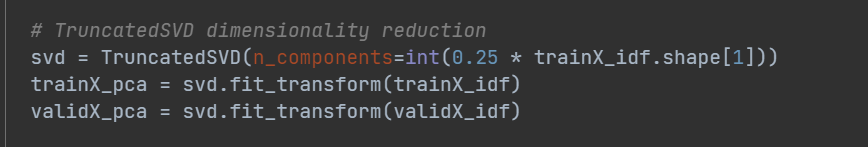 # TruncatedSVD dimensionality reduction
svd = TruncatedSVD(n_components=int(0.25 * trainX_idf.shape[1]))
trainX_pca = svd.fit_transform(trainX_idf)
validX_pca = svd.fit_transform(validX_idf)